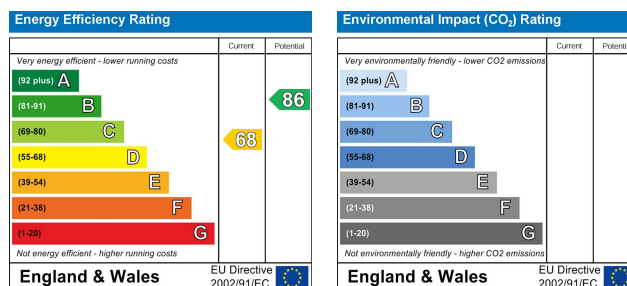 Energy Efficiency Rating
Current Potential
Very energy efficient - lower running costs
(92 plus) A
(81-91) B
86
(69-80) C
68
(55-68) D
(39-54) E
(21-38) F
(1-20) G
Not energy efficient - higher running costs
England & Wales
EU Directive
2002/91/EC
Environmental Impact (CO₂) Rating
Current Potential
Very environmentally friendly - lower CO2 emissions
(92 plus) A
(81-91) B
(69-80) C
(55-68) D
(39-54) E
(21-38) F
(1-20) G
Not environmentally friendly - higher CO2 emissions
England & Wales
EU Directive
2002/91/EC